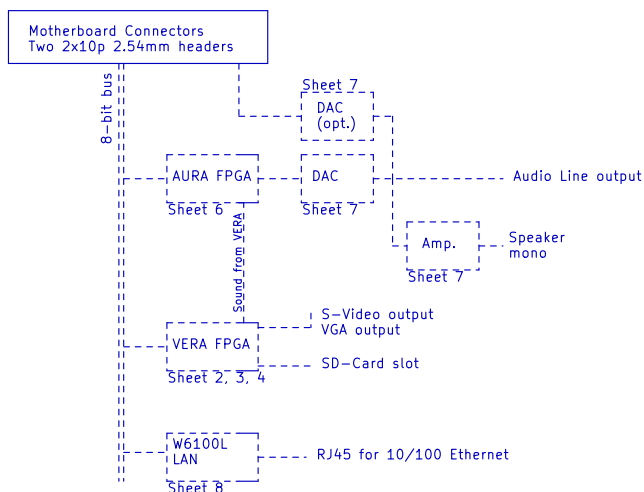 Motherboard Connectors
Two 2x10p 2.54mm headers
8-bit bus
Sheet 7
DAC
(opt.)
AURA FPGA
Sheet 6
DAC
Sheet 7
Audio Line output
Amp.
Sheet 7
Speaker
mono
Sound from VERA
S-Video output
VGA output
VERA FPGA
Sheet 2, 3, 4
SD-Card slot
W6100L
LAN
Sheet 8
RJ45 for 10/100 Ethernet